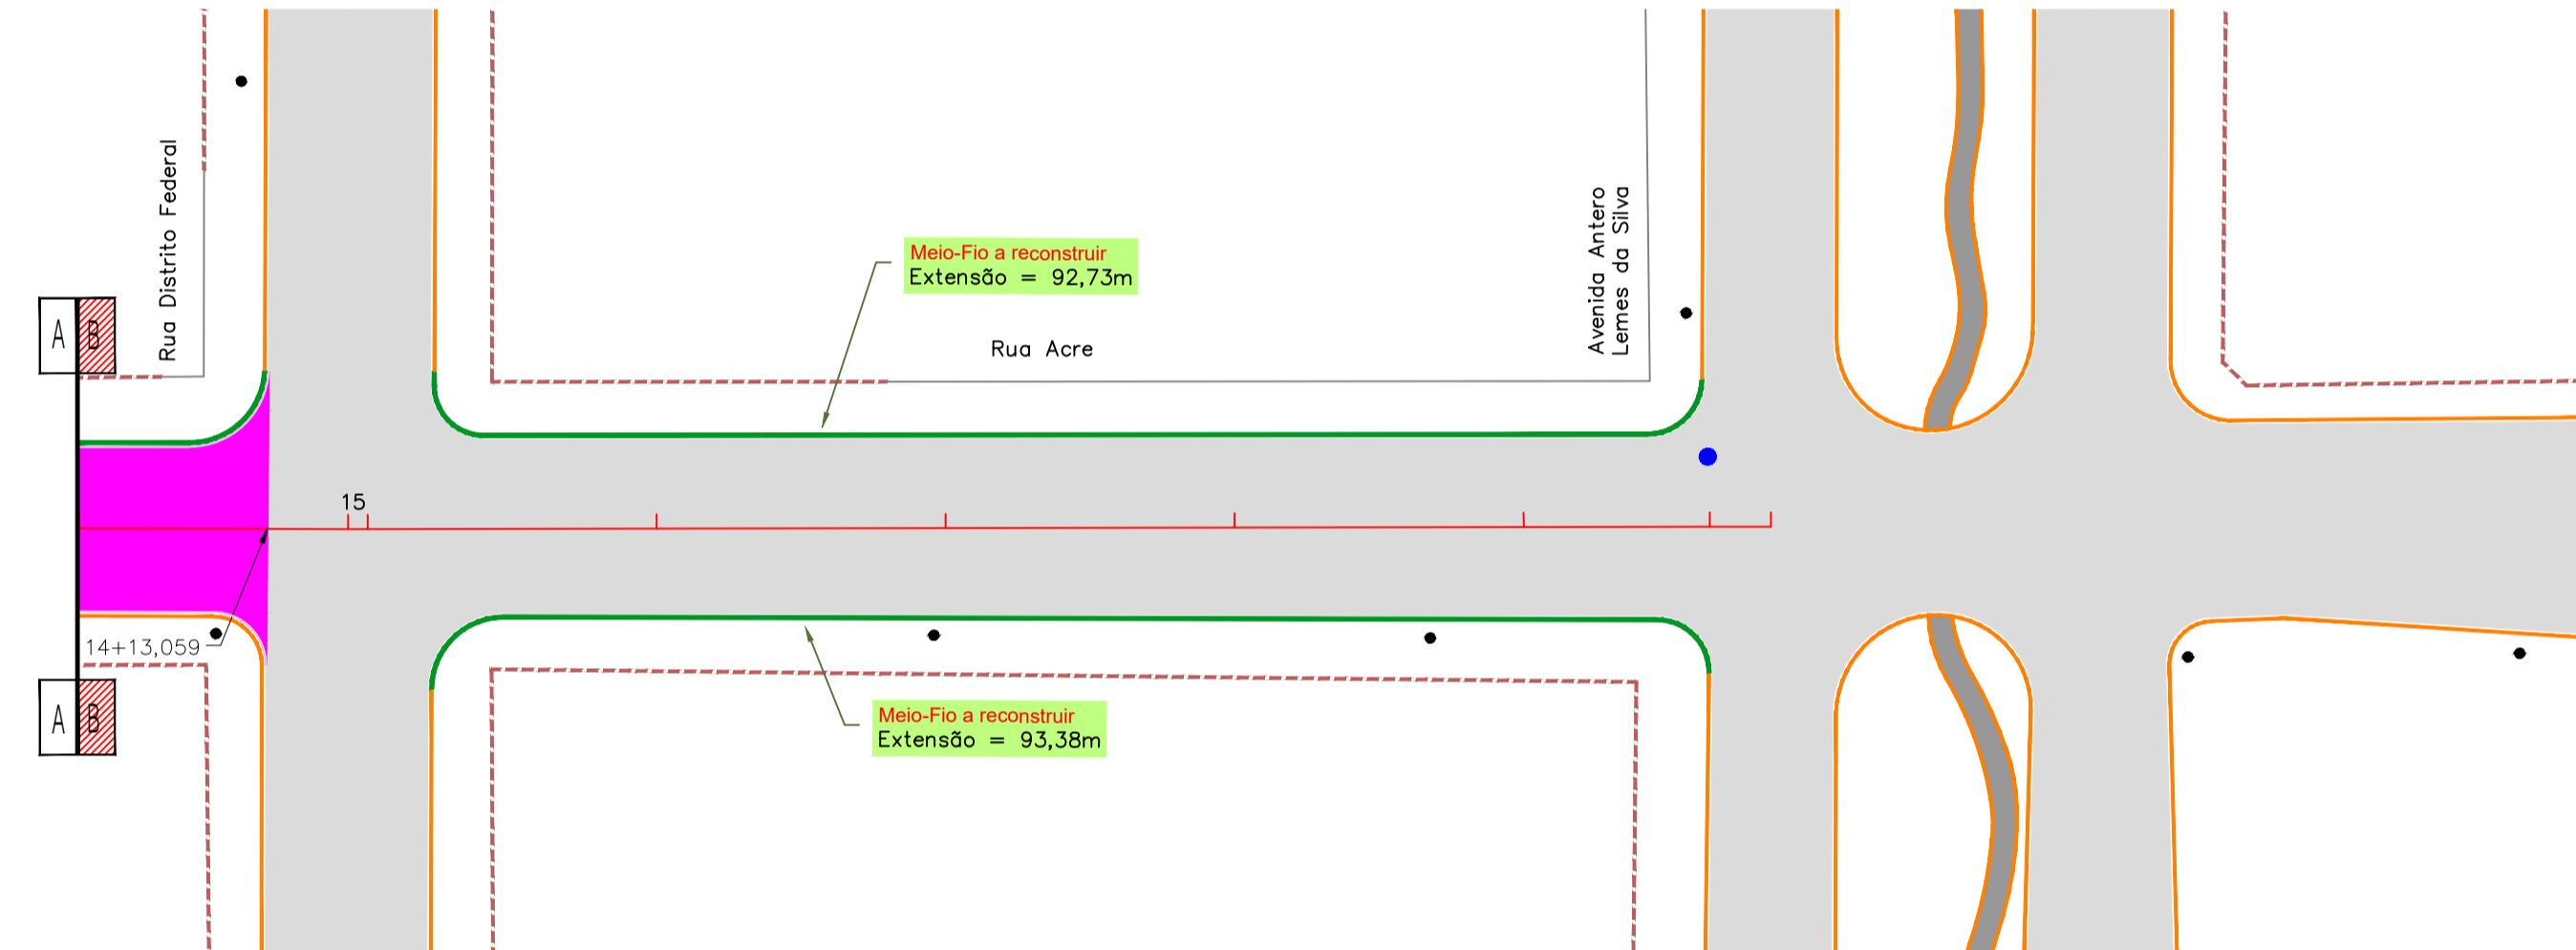 Rua Distrito Federal
A B
Meio-Fio a reconstruir
Extensão = 92,73m
Rua Acre
Avenida Antero
Lemes da Silva
15
14+13,059
A B
Meio-Fio a reconstruir
Extensão = 93,38m